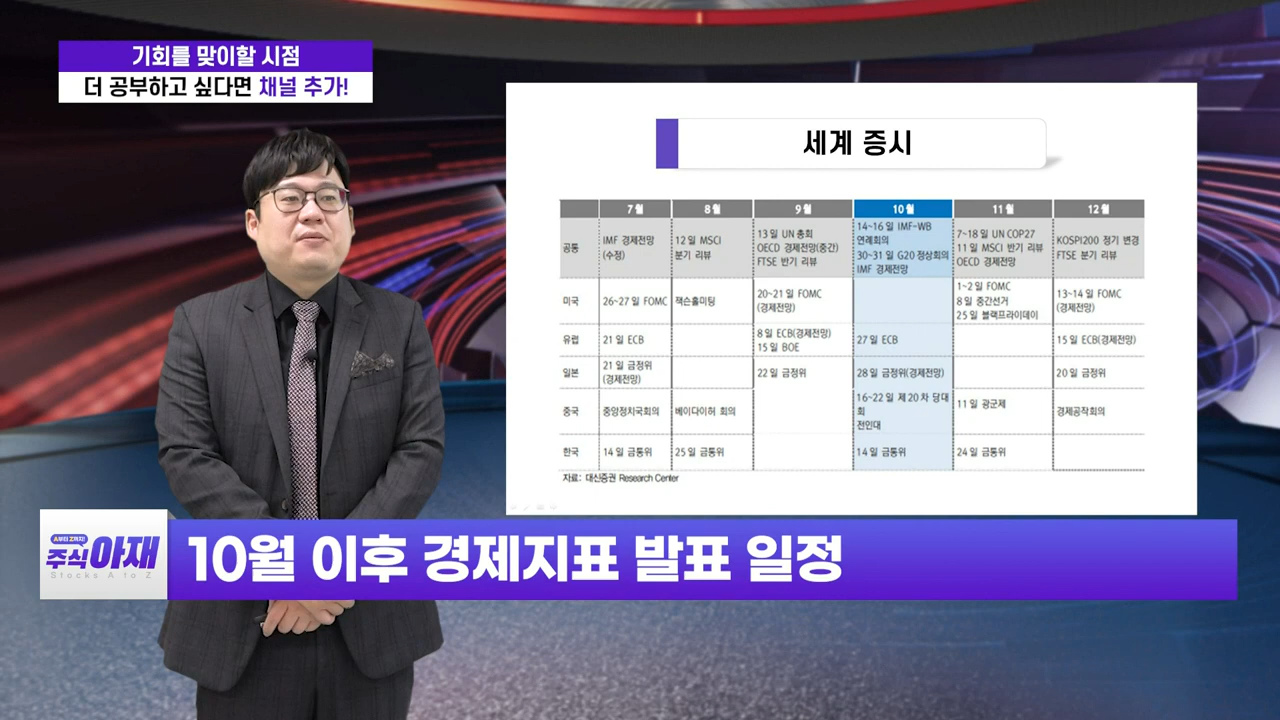 기회를 맞이할 시점
더 공부하고 싶다면 채널 추가!
세계 증시
7월 8월 9월 10월 11월 12월
공통
IMF 경제전망
(수정)
12일 MSCI
분기 리뷰
13일 UN 총회
OECD 경제전망(중간)
FTSE 반기 리뷰
14~16일 IMF-WB
연례회의
30~31일 G20 정상회의
IMF 경제전망
7~18일 UN COP27
11일 MSCI 반기 리뷰
OECD 경제전망
KOSPI200 정기 변경
FTSE 분기 리뷰
미국
26~27일 FOMC
잭슨홀미팅
20~21일 FOMC
(경제전망)
1~2일 FOMC
8일 중간선거
25일 블랙프라이데이
13~14일 FOMC
(경제전망)
유럽
21일 ECB
8일 ECB(경제전망)
15일 BOE
27일 ECB
15일 ECB(경제전망)
일본
21일 금정위
(경제전망)
22일 금정위
28일 금정위(경제전망)
20일 금정위
중국
중앙정치국회의
베이다이허 회의
16~22일 제20차 당대
회
전인대
11일 광군제
경제공작회의
한국
14일 금통위
25일 금통위
14일 금통위
24일 금통위
자료: 대신증권 Research Center
A부터 Z까지!
주식아재
Stocks A to Z
10월 이후 경제지표 발표 일정